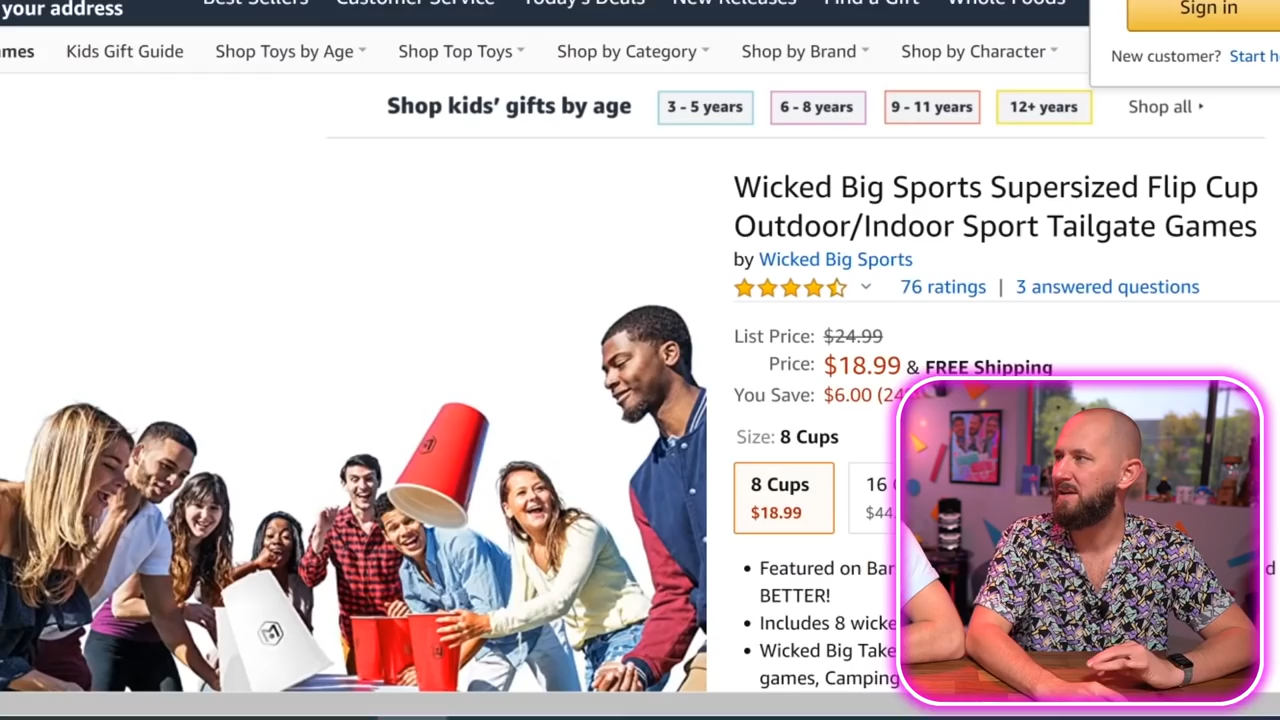 your address
Best Sellers Customer Service Today's Deals New Releases Find a Gift Whole Foods
Sign in
New customer? Start h
mes Kids Gift Guide Shop Toys by Age Shop Top Toys Shop by Category Shop by Brand Shop by Character
Shop kids' gifts by age 3 - 5 years 6 - 8 years 9 - 11 years 12+ years Shop all
Wicked Big Sports Supersized Flip Cup
Outdoor/Indoor Sport Tailgate Games
by Wicked Big Sports
76 ratings | 3 answered questions
List Price: $24.99
Price: $18.99 & FREE Shipping
You Save: $6.00 (24
Size: 8 Cups
8 Cups 16
$18.99 $44
Featured on Bar
BETTER!
Includes 8 wicke
Wicked Big Take
games, Camping